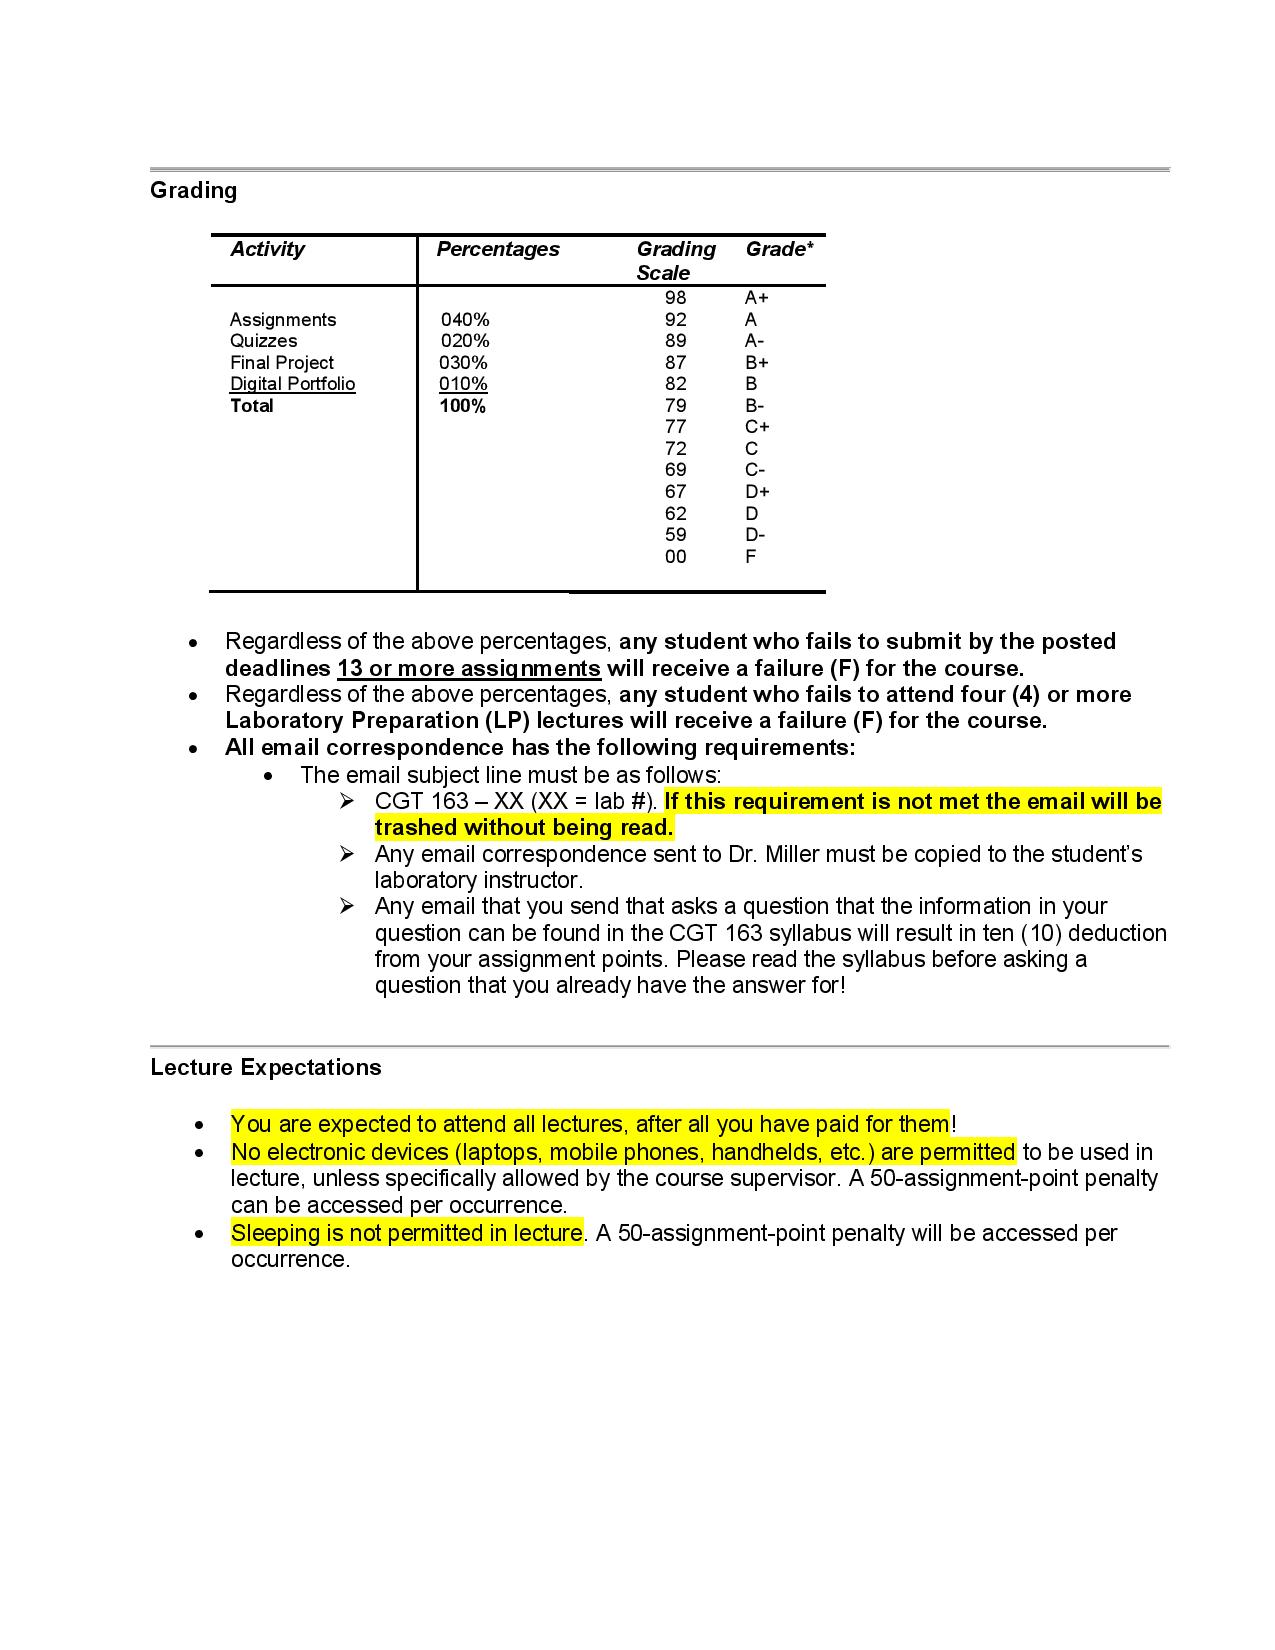 Grading
Activity Percentages Grading Grade*
Scale
98 A+
Assignments 040% 92 A
Quizzes 020% 89 A-
Final Project 030% 87 B+
Digital Portfolio 010% 82 B
Total 100% 79 B-
77 C+
72 C
69 C-
67 D+
62 D
59 D-
00 F
• Regardless of the above percentages, any student who fails to submit by the posted
deadlines 13 or more assignments will receive a failure (F) for the course.
• Regardless of the above percentages, any student who fails to attend four (4) or more
Laboratory Preparation (LP) lectures will receive a failure (F) for the course.
• All email correspondence has the following requirements:
• The email subject line must be as follows:
➢ CGT 163 – XX (XX = lab #). If this requirement is not met the email will be
trashed without being read.
➢ Any email correspondence sent to Dr. Miller must be copied to the student’s
laboratory instructor.
➢ Any email that you send that asks a question that the information in your
question can be found in the CGT 163 syllabus will result in ten (10) deduction
from your assignment points. Please read the syllabus before asking a
question that you already have the answer for!
Lecture Expectations
• You are expected to attend all lectures, after all you have paid for them!
• No electronic devices (laptops, mobile phones, handhelds, etc.) are permitted to be used in
lecture, unless specifically allowed by the course supervisor. A 50-assignment-point penalty
can be accessed per occurrence.
• Sleeping is not permitted in lecture. A 50-assignment-point penalty will be accessed per
occurrence.